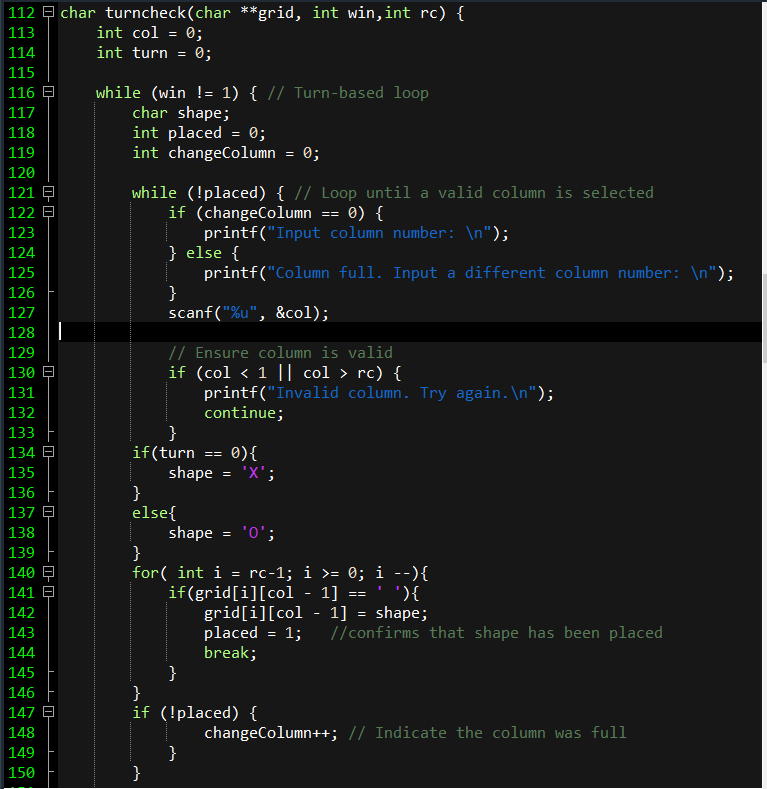 112 char turncheck(char **grid, int win,int rc) {
113     int col = 0;
114     int turn = 0;
115
116     while (win != 1) { // Turn-based loop
117         char shape;
118         int placed = 0;
119         int changeColumn = 0;
120
121         while (!placed) { // Loop until a valid column is selected
122             if (changeColumn == 0) {
123                 printf("Input column number: \n");
124             } else {
125                 printf("Column full. Input a different column number: \n");
126             }
127             scanf("%u", &col);
128
129             // Ensure column is valid
130             if (col < 1 || col > rc) {
131                 printf("Invalid column. Try again.\n");
132                 continue;
133             }
134         if(turn == 0){
135             shape = 'X';
136         }
137         else{
138             shape = 'O';
139         }
140         for( int i = rc-1; i >= 0; i --){
141             if(grid[i][col - 1] == ' '){
142                 grid[i][col - 1] = shape;
143                 placed = 1;   //confirms that shape has been placed
144                 break;
145             }
146         }
147         if (!placed) {
148                 changeColumn++; // Indicate the column was full
149             }
150         }